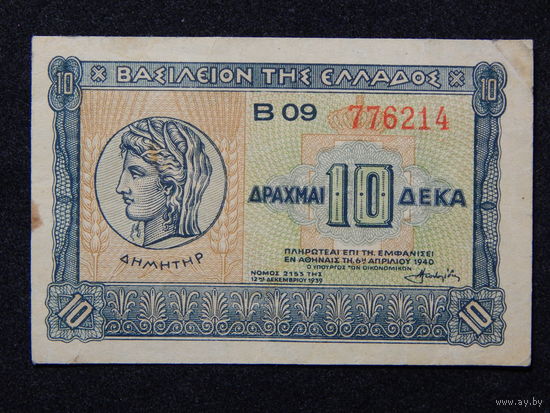 10 ΒΑΣΙΛΕΙΟΝ ΤΗΣ ΕΛΛΑΔΟΣ 10
Β 09 776214
ΔΡΑΧΜΑΙ 10 ΔΕΚΑ
ΔΗΜΗΤΗΡ
ΠΛΗΡΩΤΕΑΙ ΕΠΙ ΤΗ. ΕΜΦΑΝΙΣΕΙ
ΕΝ ΑΘΗΝΑΙΣ ΤΗ. 6Η ΑΠΡΙΛΙΟΥ 1940
Ο ΥΠΟΥΡΓΟΣ ΤΩΝ ΟΙΚΟΝΟΜΙΚΩΝ
ΝΟΜΟΣ 2153 ΤΗΣ
12ΗΣ ΔΕΚΕΜΒΡΙΟΥ 1939
10 10
www.ay.by